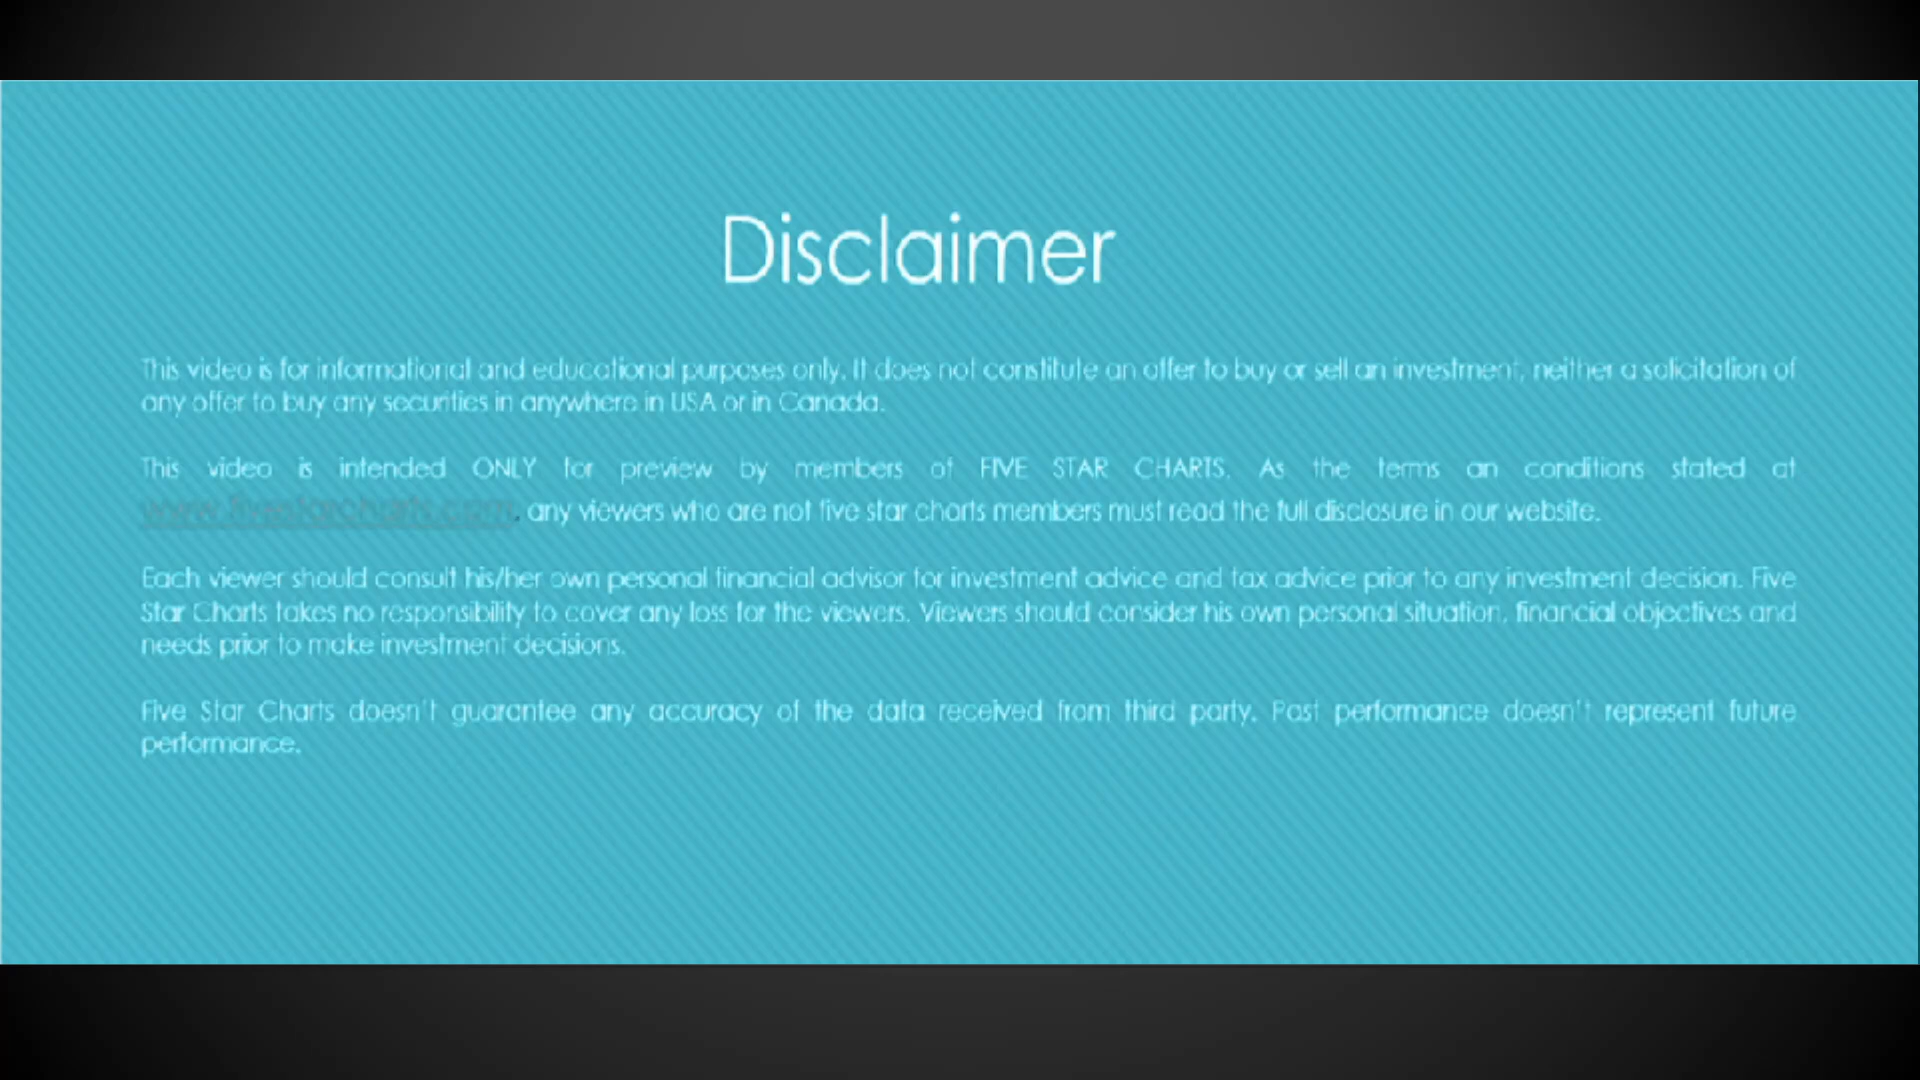 Disclaimer
This video is for informational and educational purposes only. It does not constitute an offer to buy or sell an investment, neither a solicitation of
any offer to buy any securities in anywhere in USA or in Canada.
This video is intended ONLY for preview by members of FIVE STAR CHARTS. As the terms an conditions stated at
www.fivestarcharts.com, any viewers who are not five star charts members must read the full disclosure in our website.
Each viewer should consult his/her own personal financial advisor for investment advice and tax advice prior to any investment decision. Five
Star Charts takes no responsibility to cover any loss for the viewers. Viewers should consider his own personal situation, financial objectives and
needs prior to make investment decisions.
Five Star Charts doesn't guarantee any accuracy of the data received from third party. Past performance doesn't represent future
performance.